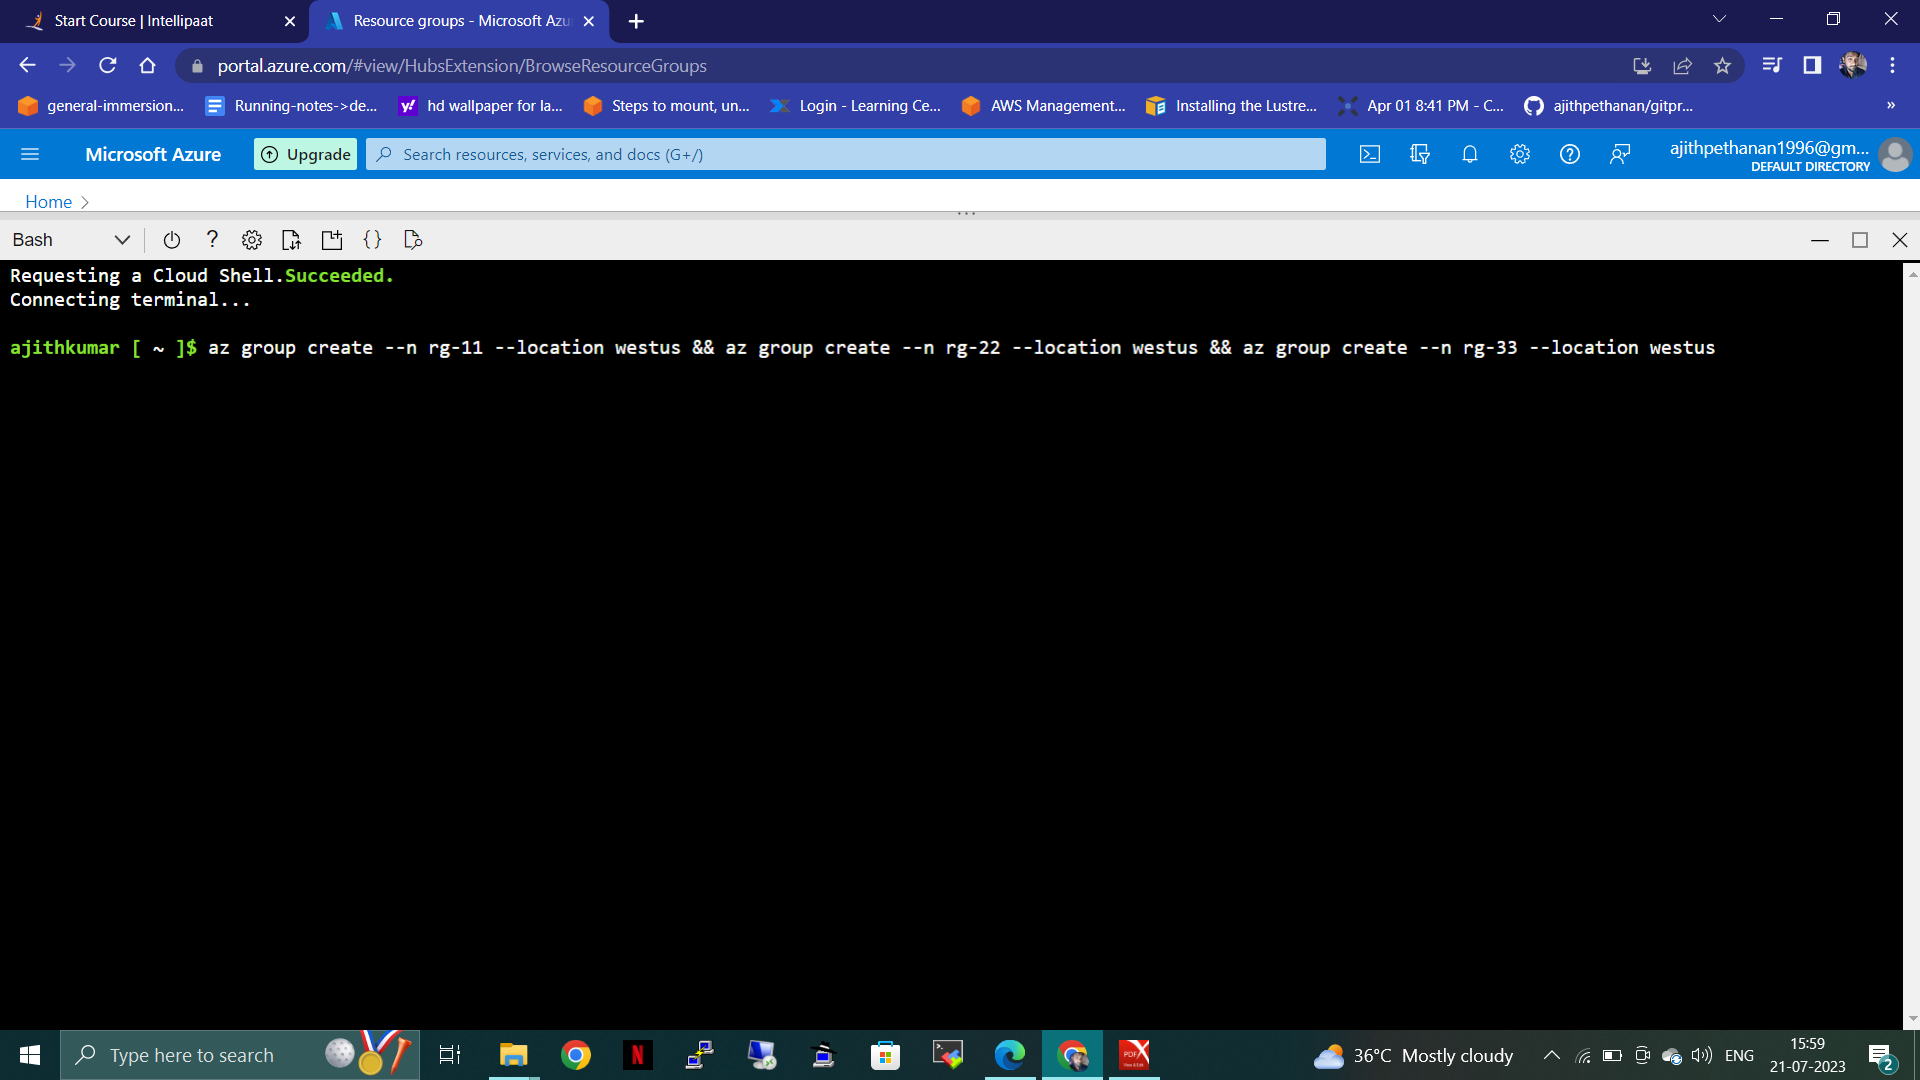 Start Course | Intellipaat
Resource groups - Microsoft Azu
portal.azure.com/#view/HubsExtension/BrowseResourceGroups
general-immersion...
Running-notes->de...
y!
hd wallpaper for la...
Steps to mount, un...
Login - Learning Ce...
AWS Management...
Installing the Lustre...
Apr 01 8:41 PM - C...
ajithpethanan/gitpr...
»
Microsoft Azure
Upgrade
Search resources, services, and docs (G+/)
ajithpethanan1996@gm...
DEFAULT DIRECTORY
Home >
Bash
?
{ }
Requesting a Cloud Shell.Succeeded.
Connecting terminal...
ajithkumar [ ~ ]$ az group create --n rg-11 --location westus && az group create --n rg-22 --location westus && az group create --n rg-33 --location westus
Type here to search
N
PDF
36°C Mostly cloudy
ENG
15:59
21-07-2023
2